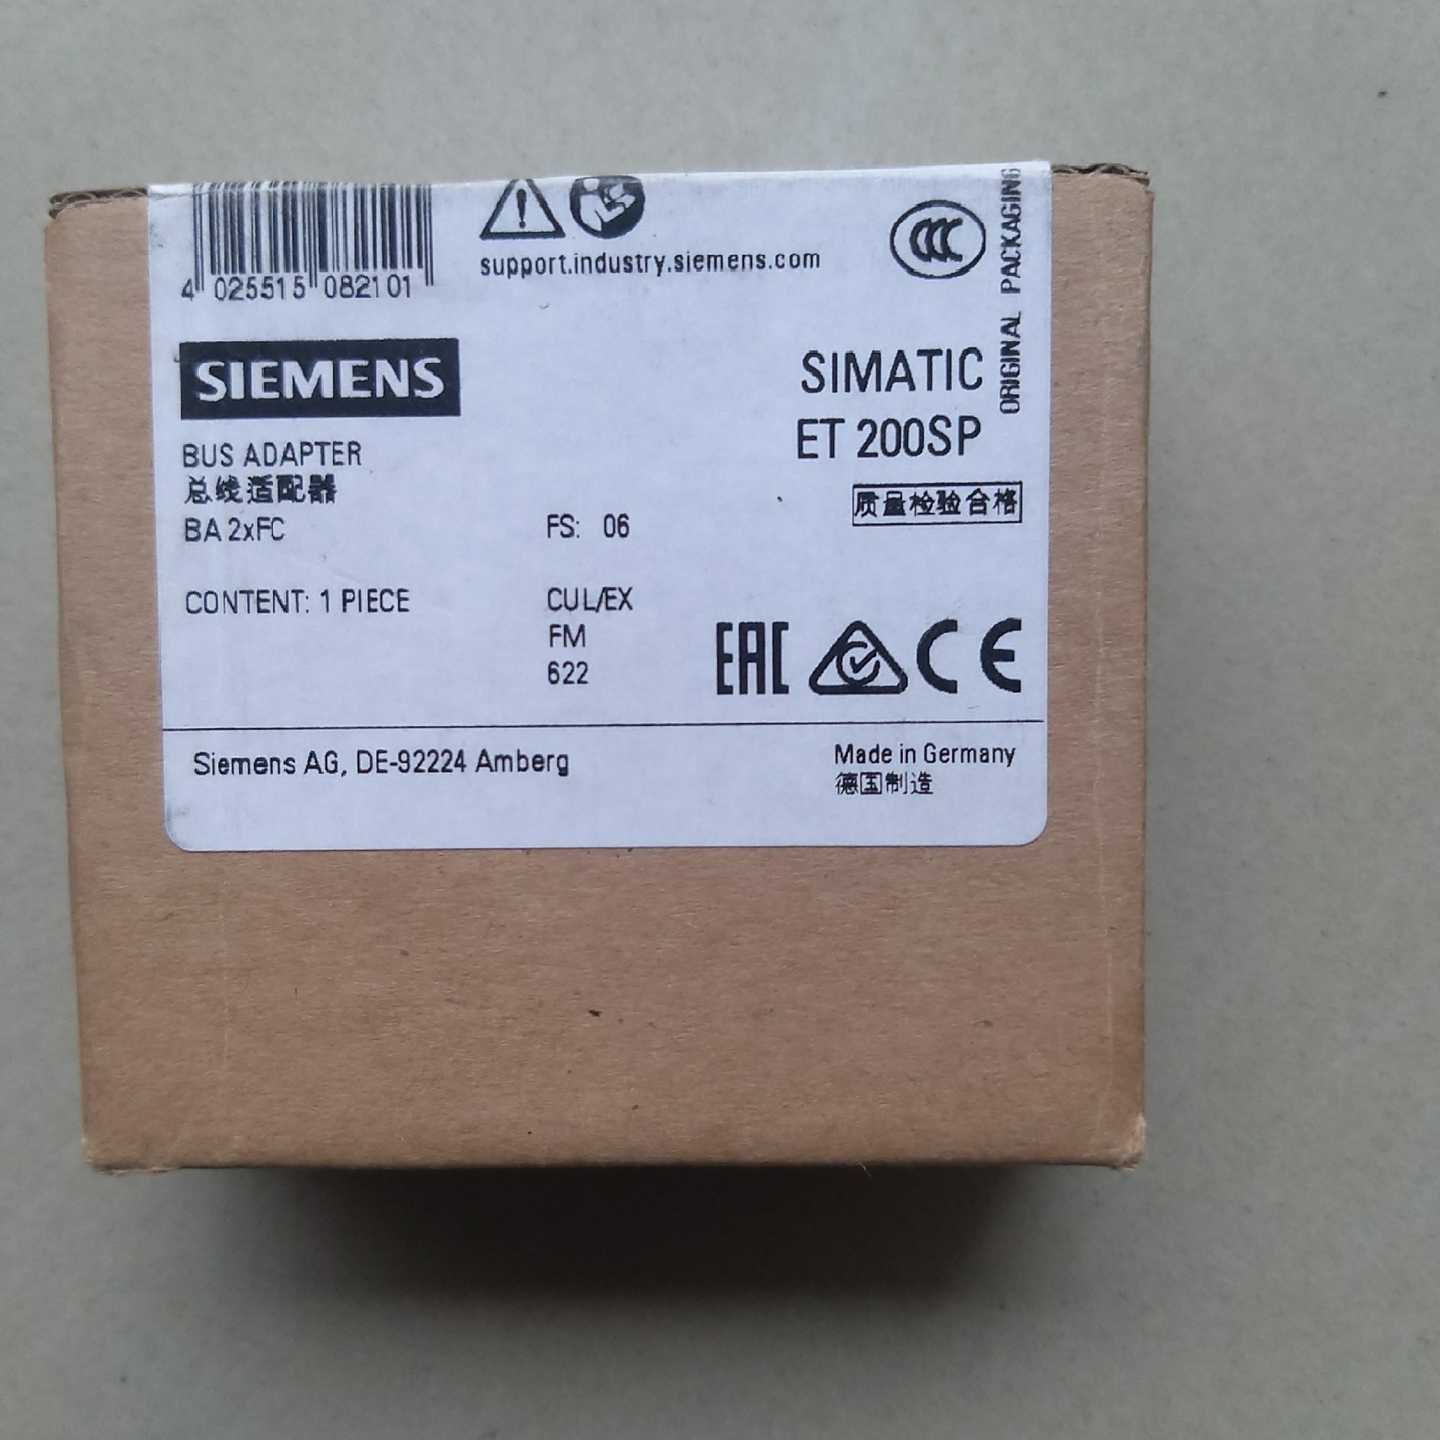 4 025515 082101
support.industry.siemens.com
CCC
ORIGINAL PACKAGING
SIEMENS
SIMATIC
ET 200SP
BUS ADAPTER
总线适配器
质量检验合格
BA 2xFC
FS: 06
CONTENT: 1 PIECE
CUL/EX
FM
622
EAC
CE
Siemens AG, DE-92224 Amberg
Made in Germany
德国制造